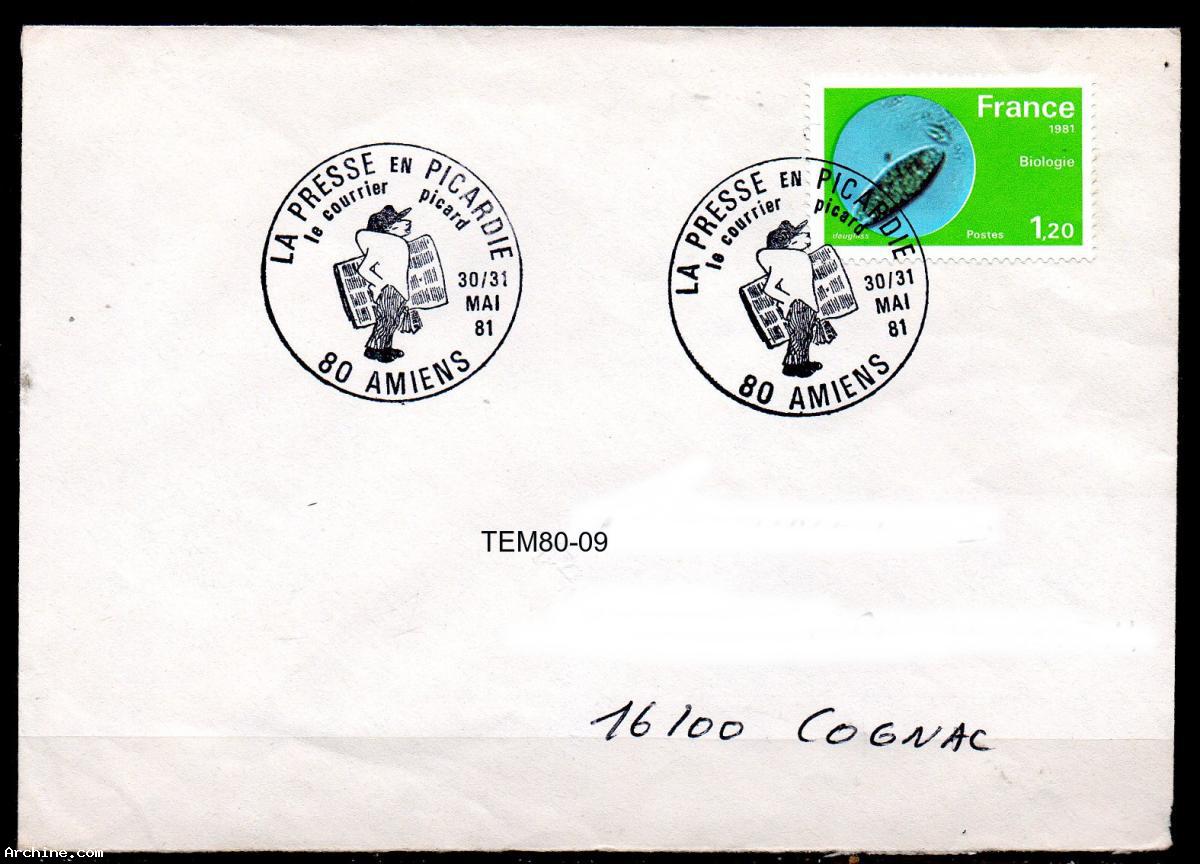 LA PRESSE EN PICARDIE
le courrier picard
30/31
MAI
81
80 AMIENS
LA PRESSE EN PICARDIE
le courrier picard
30/31
MAI
81
80 AMIENS
France
1981
Biologie
1,20
Postes
TEM80-09
16100 COGNAC
Archine.com